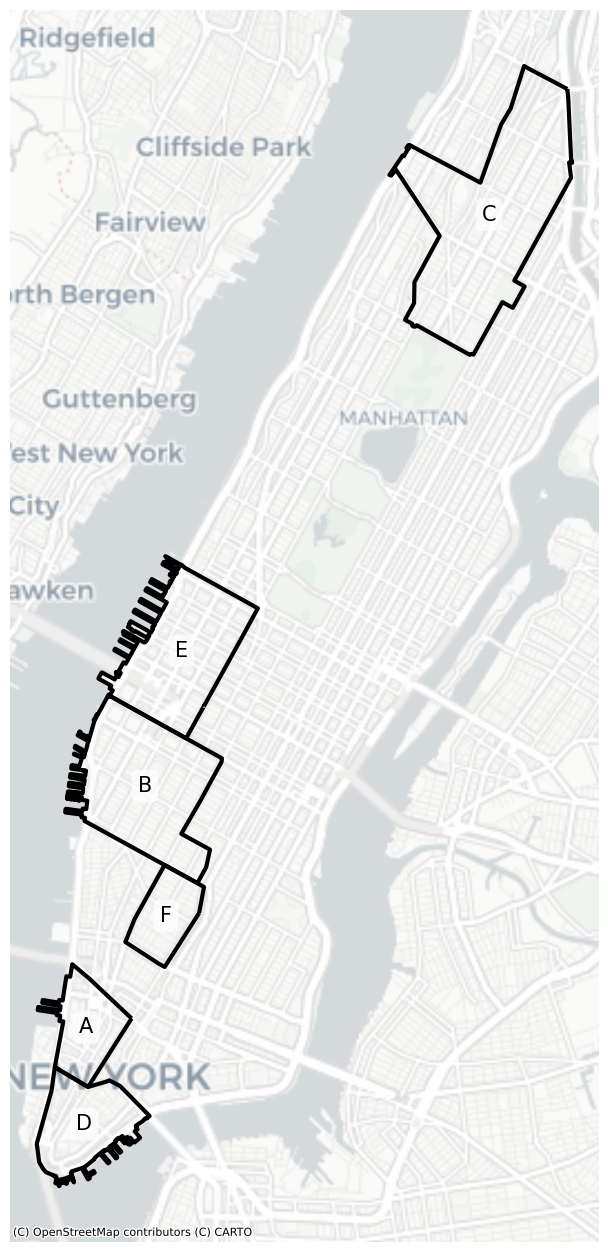 Ridgefield
Cliffside Park
Fairview
orth Bergen
Guttenberg
est New York
City
awken
MANHATTAN
C
E
B
F
A
NEW YORK
D
(C) OpenStreetMap contributors (C) CARTO